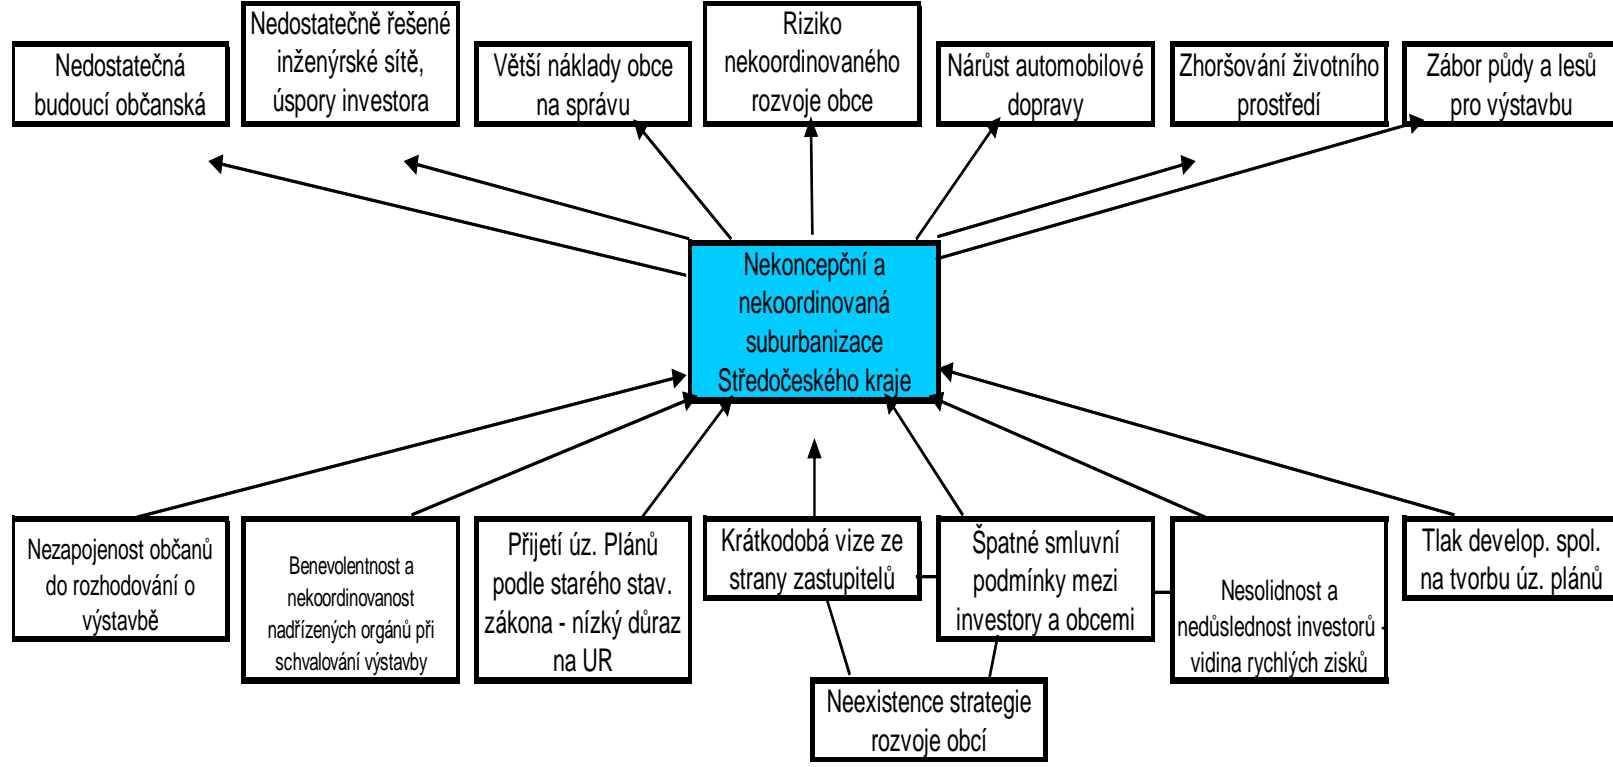 Nedostatečná
budoucí občanská
Nedostatečně řešené
inženýrské sítě,
úspory investora
Větší náklady obce
na správu
Riziko
nekoordinovaného
rozvoje obce
Nárůst automobilové
dopravy
Zhoršování životního
prostředí
Zábor půdy a lesů
pro výstavbu
Nekoncepční a
nekoordinovaná
suburbanizace
Středočeského kraje
Nezapojenost občanů
do rozhodování o
výstavbě
Benevolentnost a
nekoordinovanost
nadřízených orgánů při
schvalování výstavby
Přijetí úz. Plánů
podle starého stav.
zákona - nízký důraz
na UR
Krátkodobá vize ze
strany zastupitelů
Špatné smluvní
podmínky mezi
investory a obcemi
Nesolidnost a
nedůslednost investorů -
vidina rychlých zisků
Tlak develop. spol.
na tvorbu úz. plánů
Neexistence strategie
rozvoje obcí